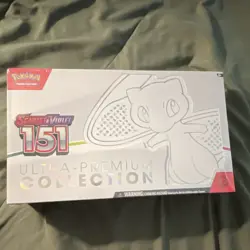 Pokémon
SCARLET & VIOLET
151
ULTRA-PREMIUM
COLLECTION